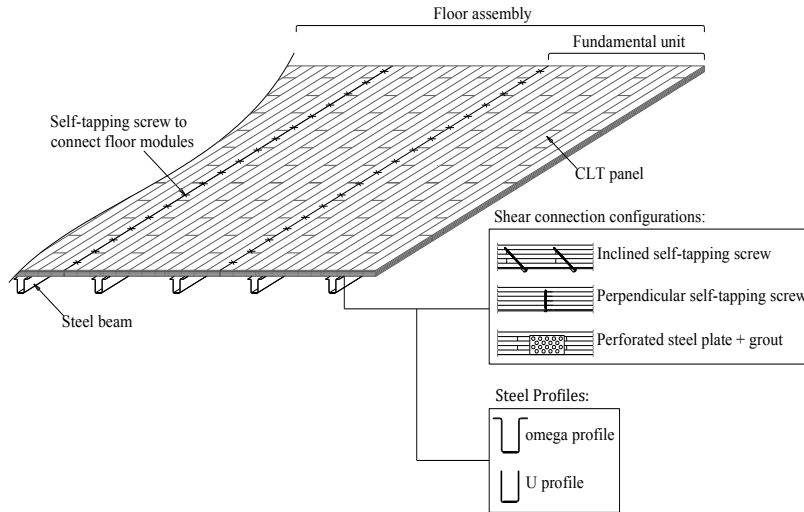 Floor assembly
Fundamental unit
Self-tapping screw to
connect floor modules
CLT panel
Shear connection configurations:
Inclined self-tapping screw
Perpendicular self-tapping screw
Perforated steel plate + grout
Steel beam
Steel Profiles:
omega profile
U profile